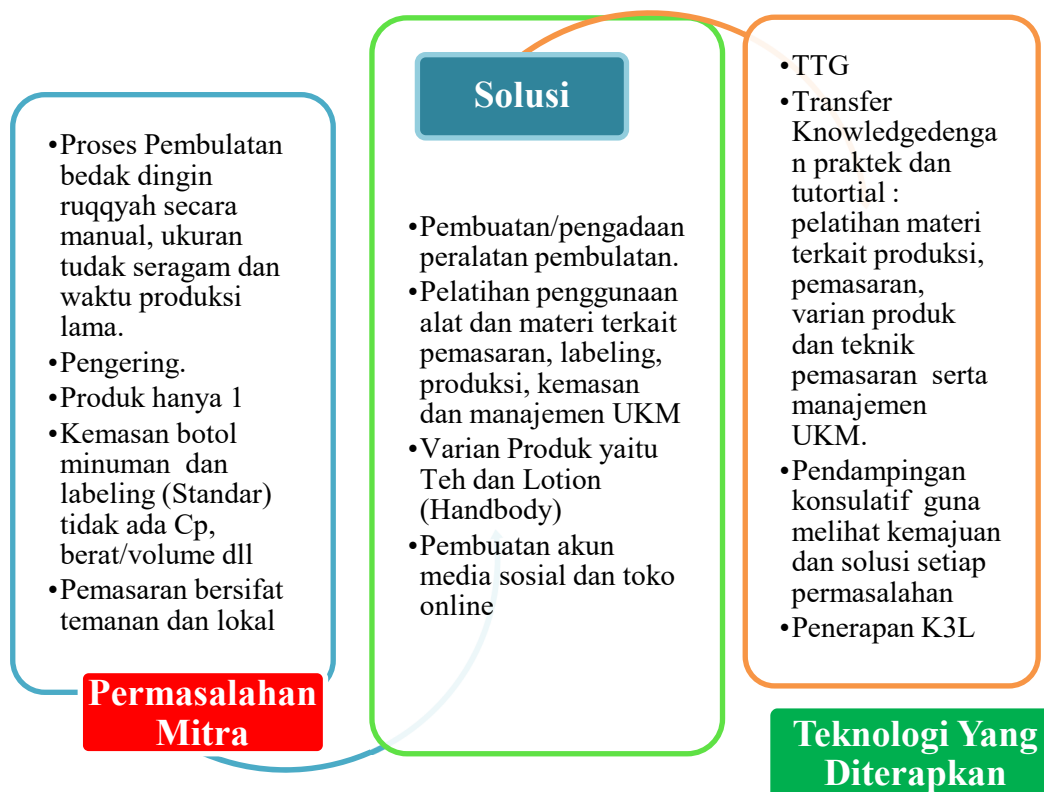 •Proses Pembulatan
bedak dingin
ruqqyah secara
manual, ukuran
tudak seragam dan
waktu produksi
lama.
•Pengering.
•Produk hanya 1
•Kemasan botol
minuman dan
labeling (Standar)
tidak ada Cp,
berat/volume dll
•Pemasaran bersifat
temanan dan lokal
Permasalahan
Mitra
Solusi
•Pembuatan/pengadaan
peralatan pembulatan.
•Pelatihan penggunaan
alat dan materi terkait
pemasaran, labeling,
produksi, kemasan
dan manajemen UKM
•Varian Produk yaitu
Teh dan Lotion
(Handbody)
•Pembuatan akun
media sosial dan toko
online
•TTG
•Transfer
Knowledgedenga
n praktek dan
tutortial :
pelatihan materi
terkait produksi,
pemasaran,
varian produk
dan teknik
pemasaran serta
manajemen
UKM.
•Pendampingan
konsulatif guna
melihat kemajuan
dan solusi setiap
permasalahan
•Penerapan K3L
Teknologi Yang
Diterapkan